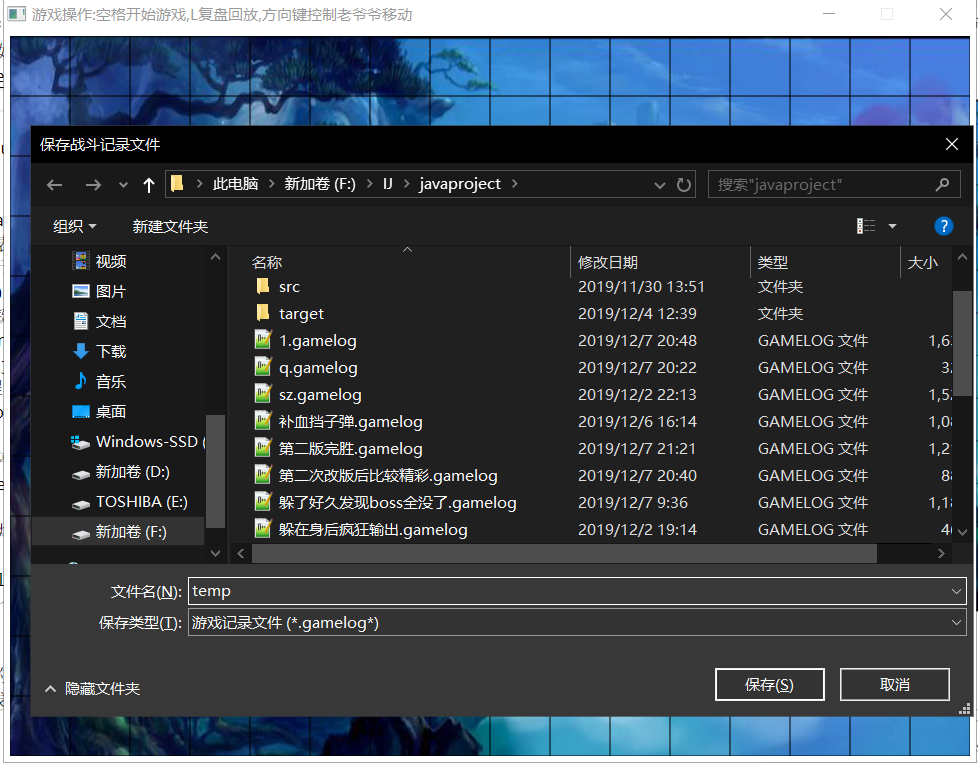 游戏操作:空格开始游戏,L复盘回放,方向键控制老爷爷移动
保存战斗记录文件
此电脑 新加卷 (F:) IJ javaproject
搜索"javaproject"
组织 新建文件夹
视频
图片
文档
下载
音乐
桌面
Windows-SSD (
新加卷 (D:)
TOSHIBA (E:)
新加卷 (F:)
名称 修改日期 类型 大小
src 2019/11/30 13:51 文件夹
target 2019/12/4 12:39 文件夹
1.gamelog 2019/12/7 20:48 GAMELOG 文件 1,6
q.gamelog 2019/12/7 20:22 GAMELOG 文件 3
sz.gamelog 2019/12/2 22:13 GAMELOG 文件 1,5
补血挡子弹.gamelog 2019/12/6 16:14 GAMELOG 文件 1,0
第二版完胜.gamelog 2019/12/7 21:21 GAMELOG 文件 1,2
第二次改版后比较精彩.gamelog 2019/12/7 20:40 GAMELOG 文件 8
躲了好久发现boss全没了.gamelog 2019/12/7 9:36 GAMELOG 文件 1,1
躲在身后疯狂输出.gamelog 2019/12/2 19:14 GAMELOG 文件 4
文件名(N): temp
保存类型(T): 游戏记录文件 (*.gamelog*)
隐藏文件夹
保存(S) 取消